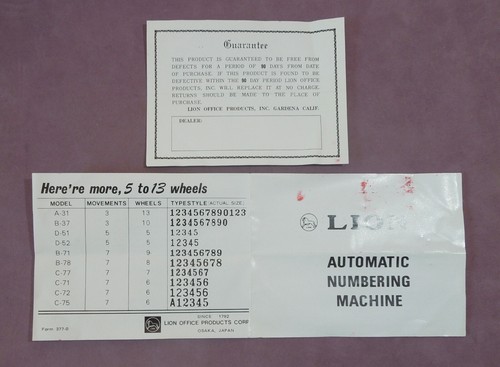 Guarantee
THIS PRODUCT IS GUARANTEED TO BE FREE FROM
DEFECTS FOR A PERIOD OF DAYS FROM DATE
OF PURCHASE. IF THIS PRODUCT IS FOUND TO BE
DEFECTIVE WITHIN THE DAY PERIOD LION OFFICE
PRODUCTS, INC. WILL REPLACE IT AT NO CHARGE.
RETURNS SHOULD BE MADE TO THE PLACE OF
PURCHASE.
LION OFFICE PRODUCTS, INC. GARDENA CALIF.
DEALER:
Here're more, 5 to 13 wheels
MODEL MOVEMENTS WHEELS TYPESTYLE (ACTUAL SIZE)
A-31 3 13 1234567890123
B-37 3 10 1234567890
D-51 5 5 12345
D-52 5 5 12345
B-71 7 9 123456789
B-78 7 8 12345678
C-77 7 7 1234567
C-71 7 6 123456
C-72 7 6 123456
C-75 7 6 A12345
Form 377-B
SINCE 1792
LION OFFICE PRODUCTS CORP.
OSAKA, JAPAN
LION
AUTOMATIC
NUMBERING
MACHINE